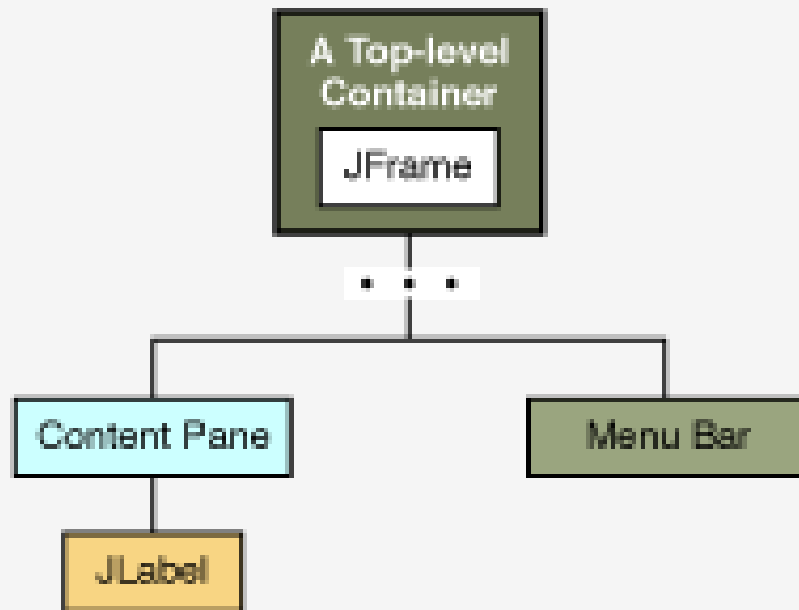 A Top-level
Container
JFrame
. . .
Content Pane
Menu Bar
JLabel